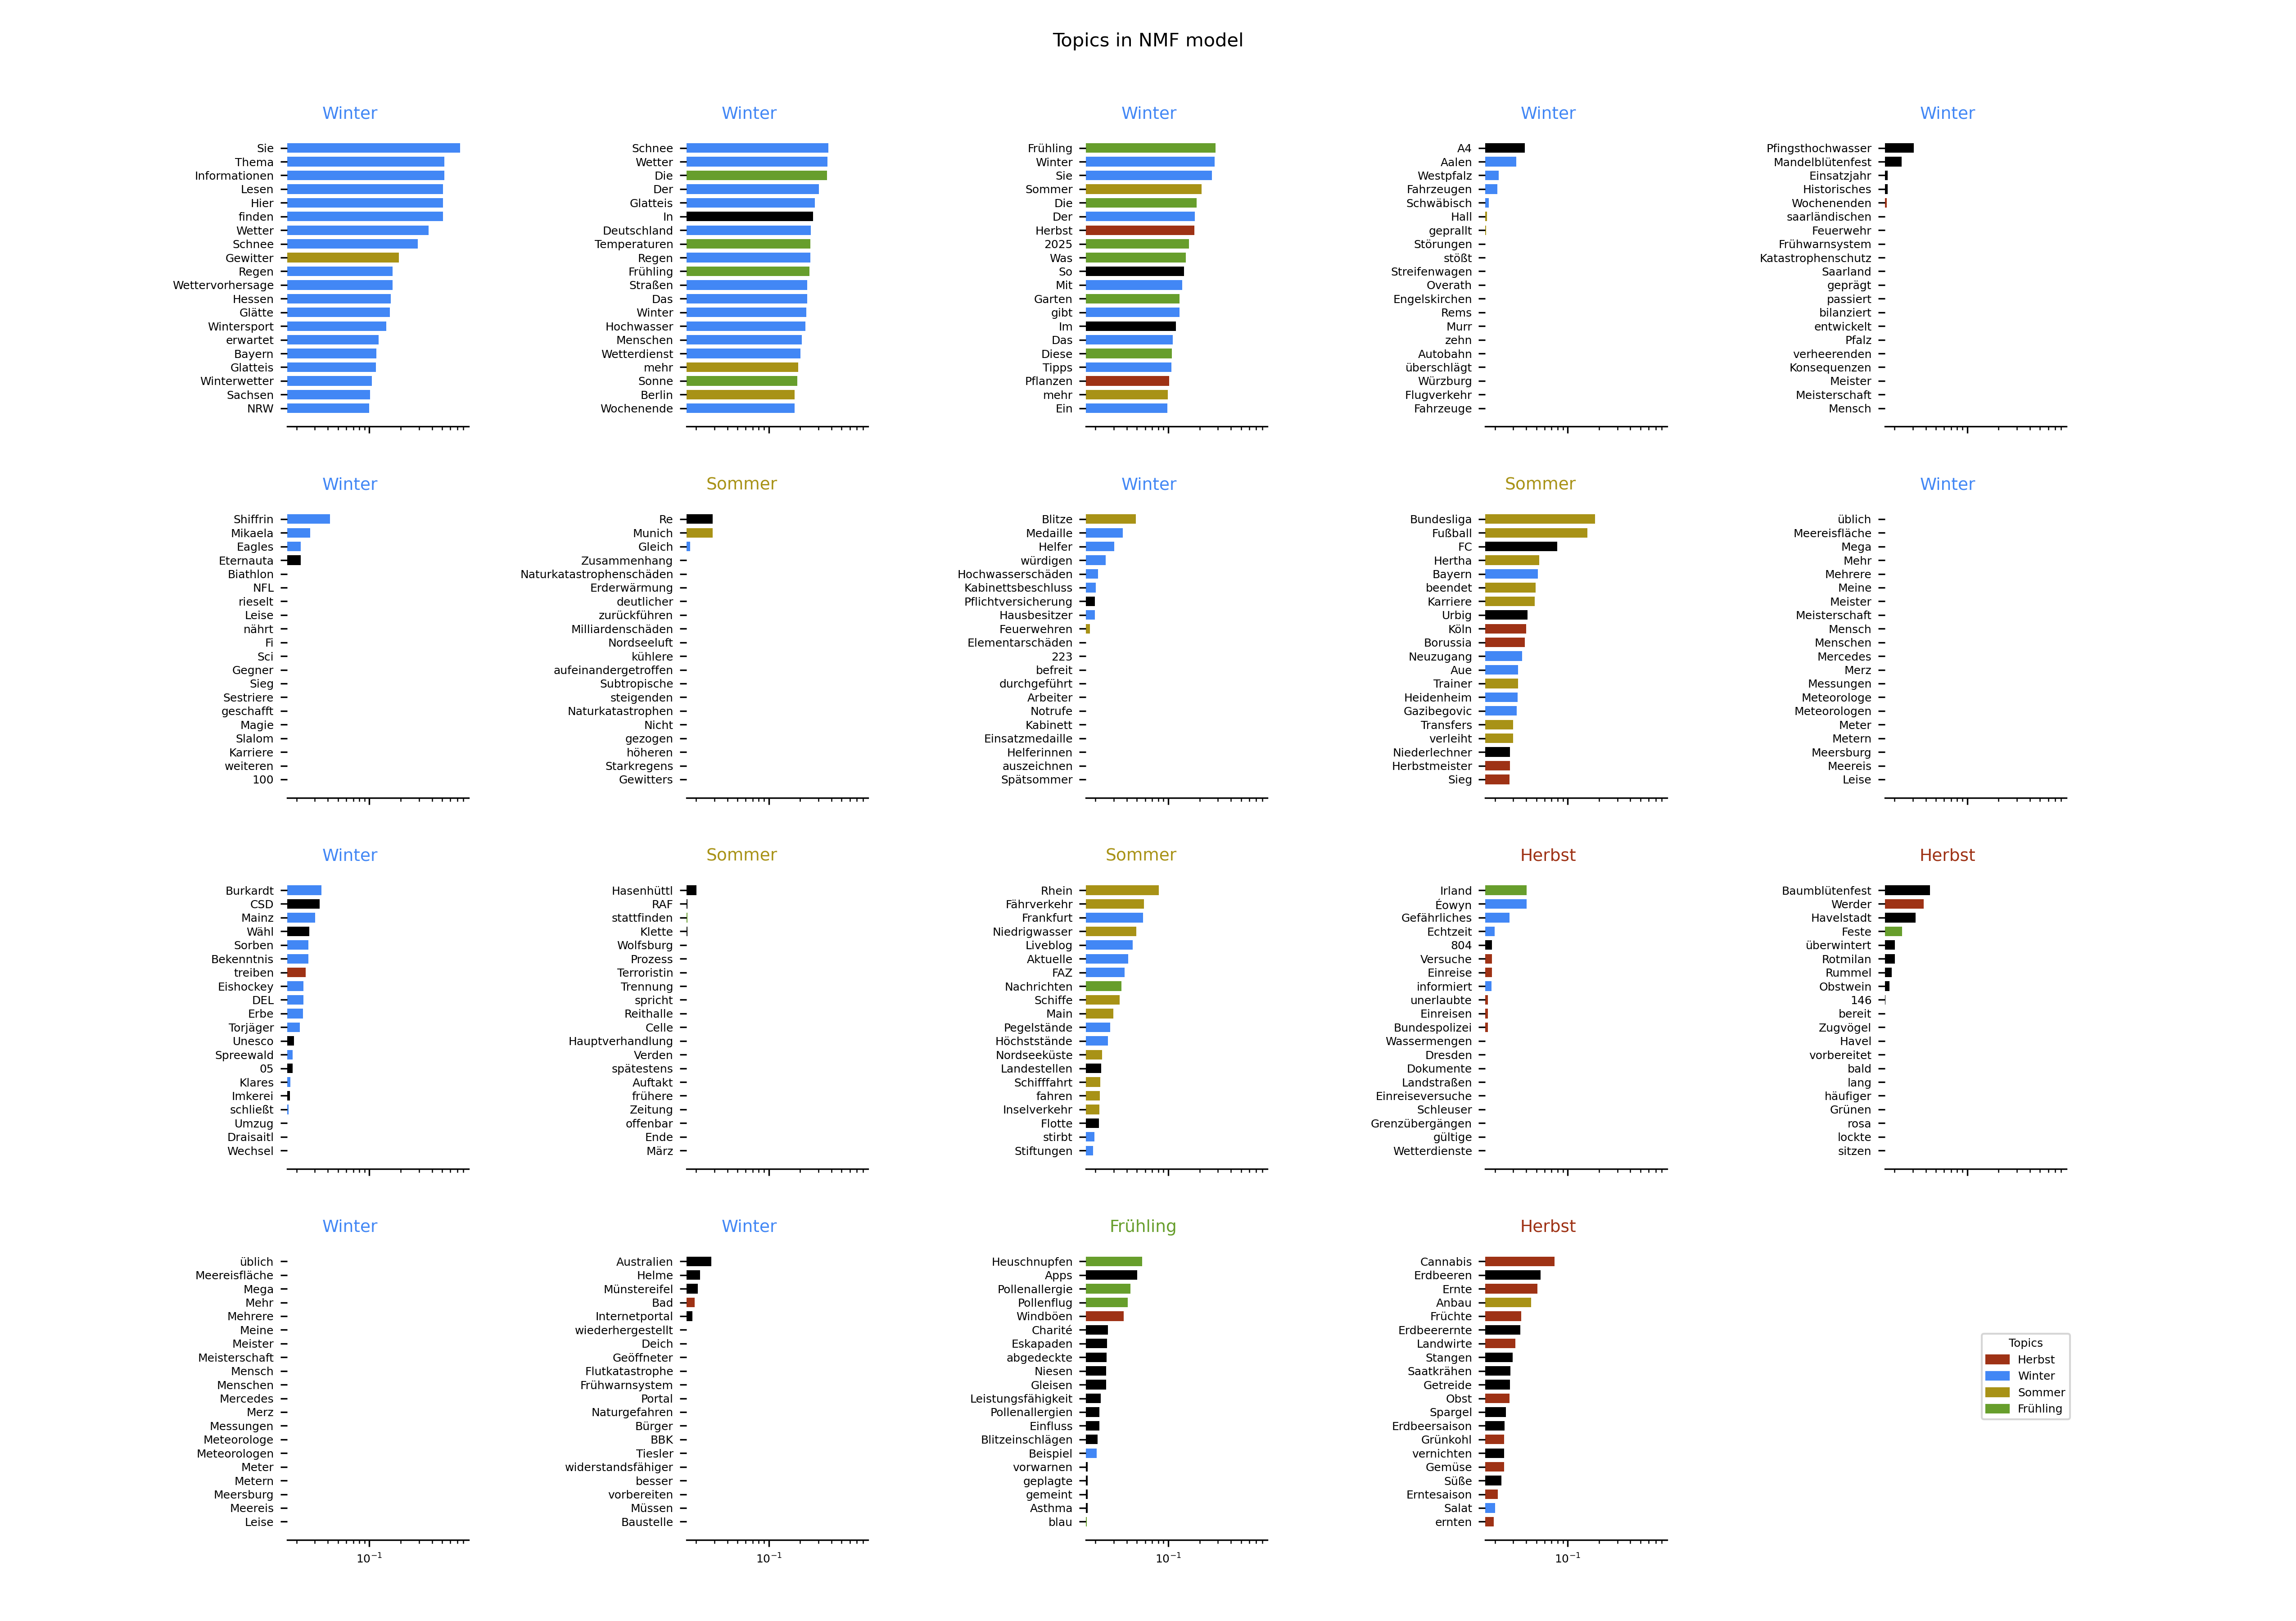 Topics in NMF model
Winter
Sie
Thema
Informationen
Lesen
Hier
finden
Wetter
Schnee
Gewitter
Regen
Wettervorhersage
Hessen
Glätte
Wintersport
erwartet
Bayern
Glatteis
Winterwetter
Sachsen
NRW
Winter
Schnee
Wetter
Die
Der
Glatteis
In
Deutschland
Temperaturen
Regen
Frühling
Straßen
Das
Winter
Hochwasser
Menschen
Wetterdienst
mehr
Sonne
Berlin
Wochenende
Winter
Frühling
Winter
Sie
Sommer
Die
Der
Herbst
2025
Was
So
Mit
Garten
gibt
Im
Das
Diese
Tipps
Pflanzen
mehr
Ein
Winter
A4
Aalen
Westpfalz
Fahrzeugen
Schwäbisch
Hall
geprallt
Störungen
stößt
Streifenwagen
Overath
Engelskirchen
Rems
Murr
zehn
Autobahn
überschlägt
Würzburg
Flugverkehr
Fahrzeuge
Winter
Pfingsthochwasser
Mandelblütenfest
Einsatzjahr
Historisches
Wochenenden
saarländischen
Feuerwehr
Frühwarnsystem
Katastrophenschutz
Saarland
geprägt
passiert
bilanziert
entwickelt
Pfalz
verheerenden
Konsequenzen
Meister
Meisterschaft
Mensch
Winter
Shiffrin
Mikaela
Eagles
Eternauta
Biathlon
NFL
rieselt
Leise
nährt
Fi
Sci
Gegner
Sieg
Sestriere
geschafft
Magie
Slalom
Karriere
weiteren
100
Sommer
Re
Munich
Gleich
Zusammenhang
Naturkatastrophenschäden
Erderwärmung
deutlicher
zurückführen
Milliardenschäden
Nordseeluft
kühlere
aufeinandergetroffen
Subtropische
steigenden
Naturkatastrophen
Nicht
gezogen
höheren
Starkregens
Gewitters
Winter
Blitze
Medaille
Helfer
würdigen
Hochwasserschäden
Kabinettsbeschluss
Pflichtversicherung
Hausbesitzer
Feuerwehren
Elementarschäden
223
befreit
durchgeführt
Arbeiter
Notrufe
Kabinett
Einsatzmedaille
Helferinnen
auszeichnen
Spätsommer
Sommer
Bundesliga
Fußball
FC
Hertha
Bayern
beendet
Karriere
Urbig
Köln
Borussia
Neuzugang
Aue
Trainer
Heidenheim
Gazibegovic
Transfers
verleiht
Niederlechner
Herbstmeister
Sieg
Winter
üblich
Meereisfläche
Mega
Mehr
Mehrere
Meine
Meister
Meisterschaft
Mensch
Menschen
Mercedes
Merz
Messungen
Meteorologe
Meteorologen
Meter
Metern
Meersburg
Meereis
Leise
Winter
Burkardt
CSD
Mainz
Wähl
Sorben
Bekenntnis
treiben
Eishockey
DEL
Erbe
Torjäger
Unesco
Spreewald
05
Klares
Imkerei
schließt
Umzug
Draisaitl
Wechsel
Sommer
Hasenhüttl
RAF
stattfinden
Klette
Wolfsburg
Prozess
Terroristin
Trennung
spricht
Reithalle
Celle
Hauptverhandlung
Verden
spätestens
Auftakt
frühere
Zeitung
offenbar
Ende
März
Sommer
Rhein
Fährverkehr
Frankfurt
Niedrigwasser
Liveblog
Aktuelle
FAZ
Nachrichten
Schiffe
Main
Pegelstände
Höchststände
Nordseeküste
Landestellen
Schifffahrt
fahren
Inselverkehr
Flotte
stirbt
Stiftungen
Herbst
Irland
Éowyn
Gefährliches
Echtzeit
804
Versuche
Einreise
informiert
unerlaubte
Einreisen
Bundespolizei
Wassermengen
Dresden
Dokumente
Landstraßen
Einreiseversuche
Schleuser
Grenzübergängen
gültige
Wetterdienste
Herbst
Baumblütenfest
Werder
Havelstadt
Feste
überwintert
Rotmilan
Rummel
Obstwein
146
bereit
Zugvögel
Havel
vorbereitet
bald
lang
häufiger
Grünen
rosa
lockte
sitzen
Winter
üblich
Meereisfläche
Mega
Mehr
Mehrere
Meine
Meister
Meisterschaft
Mensch
Menschen
Mercedes
Merz
Messungen
Meteorologe
Meteorologen
Meter
Metern
Meersburg
Meereis
Leise
10⁻¹
Winter
Australien
Helme
Münstereifel
Bad
Internetportal
wiederhergestellt
Deich
Geöffneter
Flutkatastrophe
Frühwarnsystem
Portal
Naturgefahren
Bürger
BBK
Tiesler
widerstandsfähiger
besser
vorbereiten
Müssen
Baustelle
10⁻¹
Frühling
Heuschnupfen
Apps
Pollenallergie
Pollenflug
Windböen
Charité
Eskapaden
abgedeckte
Niesen
Gleisen
Leistungsfähigkeit
Pollenallergien
Einfluss
Blitzeinschlägen
Beispiel
vorwarnen
geplagte
gemeint
Asthma
blau
10⁻¹
Herbst
Cannabis
Erdbeeren
Ernte
Anbau
Früchte
Erdbeerernte
Landwirte
Stangen
Saatkrähen
Getreide
Obst
Spargel
Erdbeersaison
Grünkohl
vernichten
Gemüse
Süße
Erntesaison
Salat
ernten
10⁻¹
Topics
Herbst
Winter
Sommer
Frühling